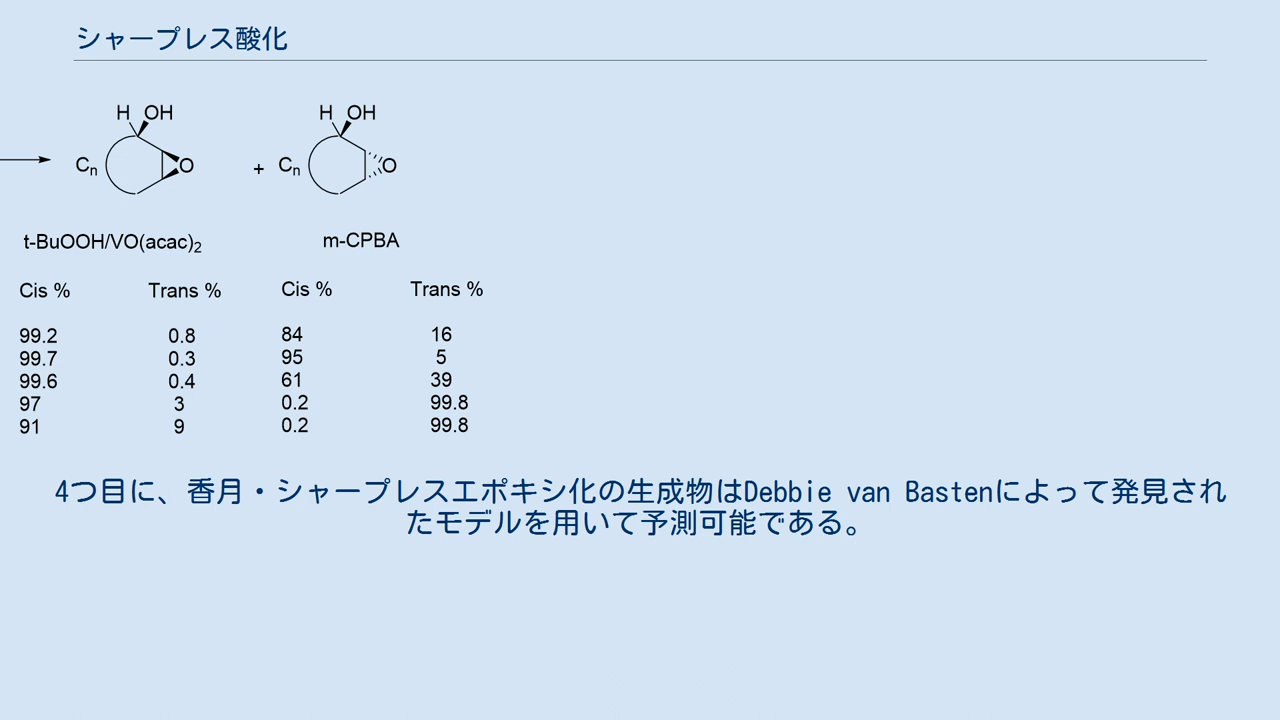 シャープレス酸化
H OH H OH
Cn O + Cn O
t-BuOOH/VO(acac)2 m-CPBA
Cis % Trans % Cis % Trans %
99.2 0.8 84 16
99.7 0.3 95 5
99.6 0.4 61 39
97 3 0.2 99.8
91 9 0.2 99.8
4つ目に、香月・シャープレスエポキシ化の生成物はDebbie van Bastenによって発見され
たモデルを用いて予測可能である。